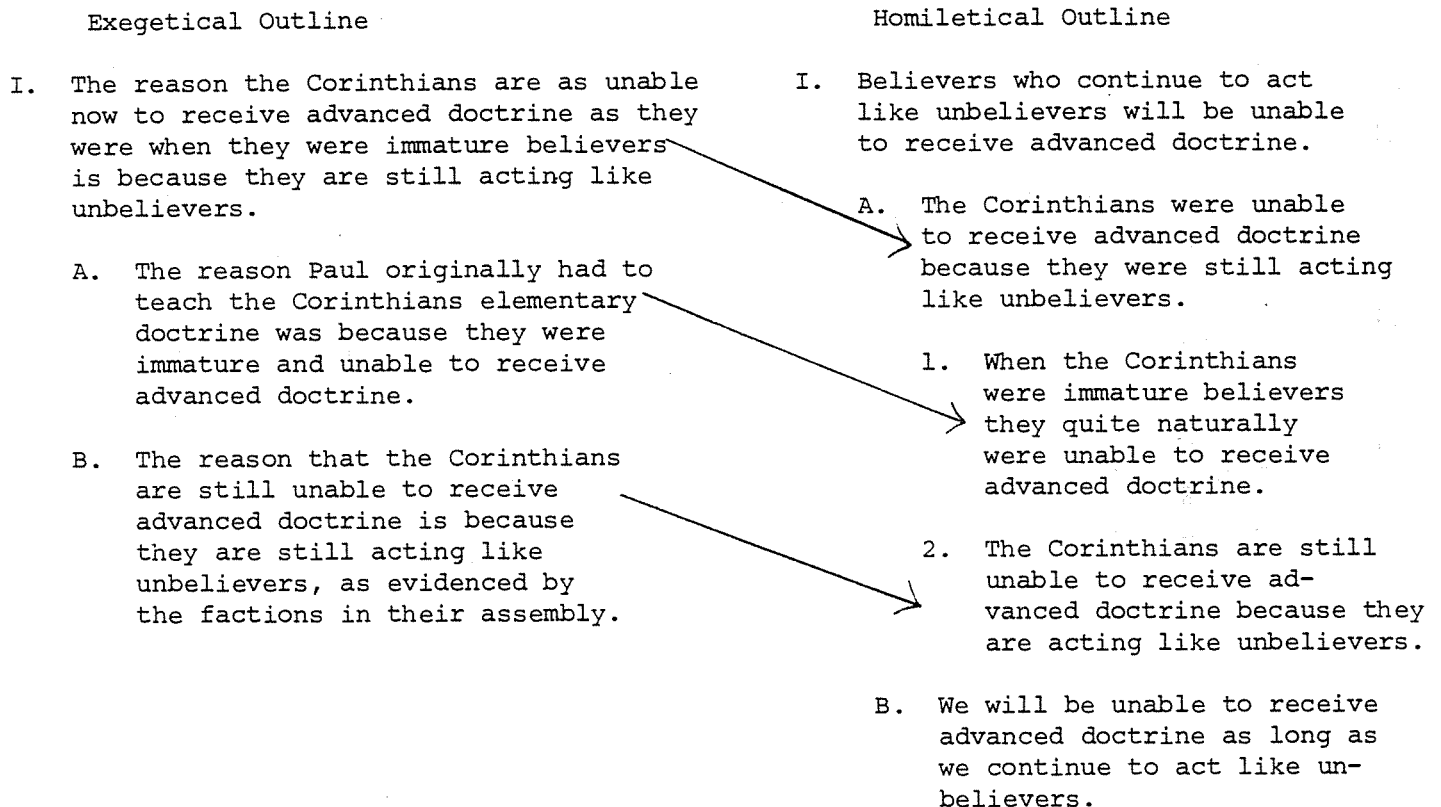 Exegetical Outline
I. The reason the Corinthians are as unable
now to receive advanced doctrine as they
were when they were immature believers
is because they are still acting like
unbelievers.
A. The reason Paul originally had to
teach the Corinthians elementary
doctrine was because they were
immature and unable to receive
advanced doctrine.
B. The reason that the Corinthians
are still unable to receive
advanced doctrine is because
they are still acting like
unbelievers, as evidenced by
the factions in their assembly.
Homiletical Outline
I. Believers who continue to act
like unbelievers will be unable
to receive advanced doctrine.
A. The Corinthians were unable
to receive advanced doctrine
because they were still acting
like unbelievers.
1. When the Corinthians
were immature believers
they quite naturally
were unable to receive
advanced doctrine.
2. The Corinthians are still
unable to receive ad-
vanced doctrine because they
are acting like unbelievers.
B. We will be unable to receive
advanced doctrine as long as
we continue to act like un-
believers.